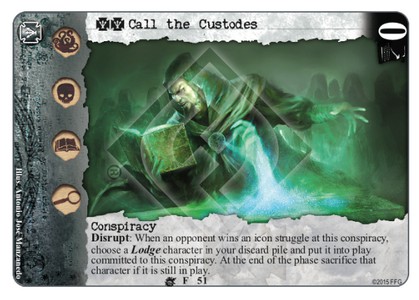 Call the Custodes
0
Conspiracy
Disrupt: When an opponent wins an icon struggle at this conspiracy,
choose a Lodge character in your discard pile and put it into play
committed to this conspiracy. At the end of the phase sacrifice that
character if it is still in play.
Illus. Antonio José Manzanedo
F 51
©2015 FFG